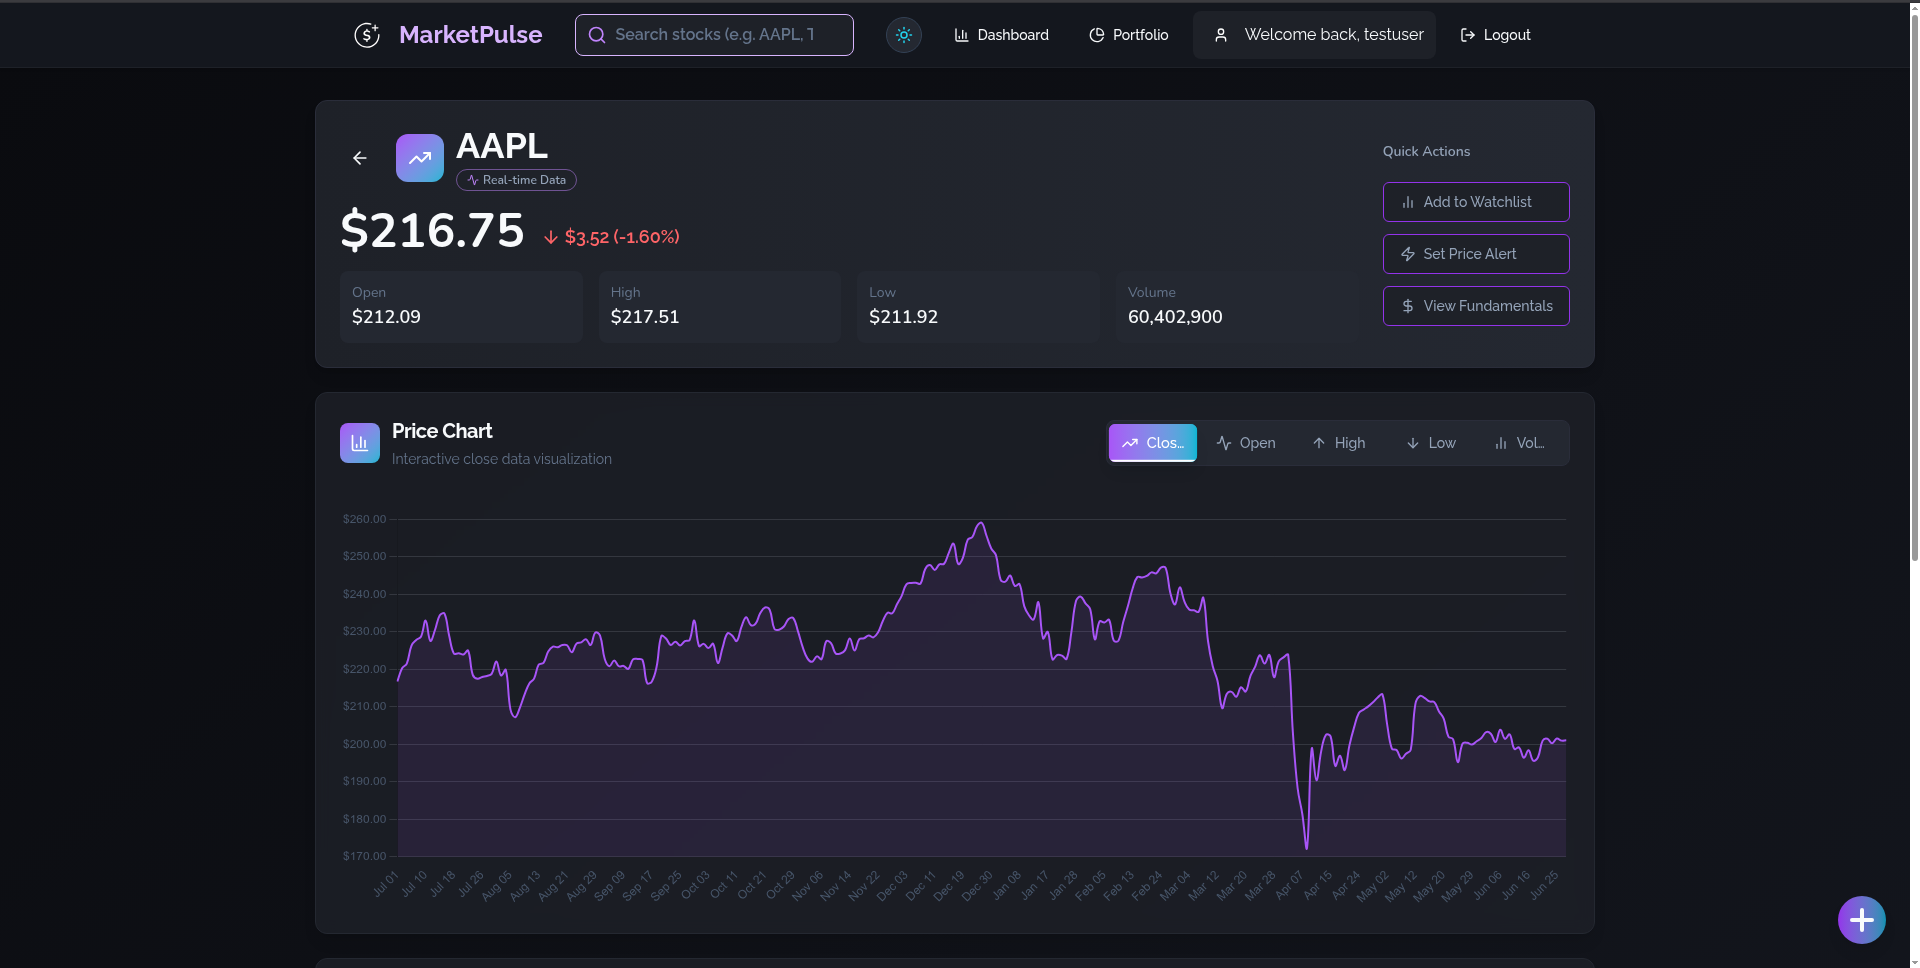 MarketPulse
Search stocks (e.g. AAPL, T
Dashboard
Portfolio
Welcome back, testuser
Logout
AAPL
Real-time Data
$216.75
$3.52 (-1.60%)
Open
$212.09
High
$217.51
Low
$211.92
Volume
60,402,900
Quick Actions
Add to Watchlist
Set Price Alert
View Fundamentals
Price Chart
Interactive close data visualization
Clos…
Open
High
Low
Vol…
$260.00
$250.00
$240.00
$230.00
$220.00
$210.00
$200.00
$190.00
$180.00
$170.00
Jul 01
Jul 10
Jul 18
Jul 26
Aug 05
Aug 13
Aug 21
Aug 29
Sep 09
Sep 17
Sep 25
Oct 03
Oct 11
Oct 21
Oct 29
Nov 06
Nov 14
Nov 22
Dec 03
Dec 11
Dec 19
Dec 30
Jan 08
Jan 17
Jan 28
Feb 05
Feb 13
Feb 24
Mar 04
Mar 12
Mar 20
Mar 28
Apr 07
Apr 15
Apr 24
May 02
May 12
May 20
May 29
Jun 06
Jun 16
Jun 25